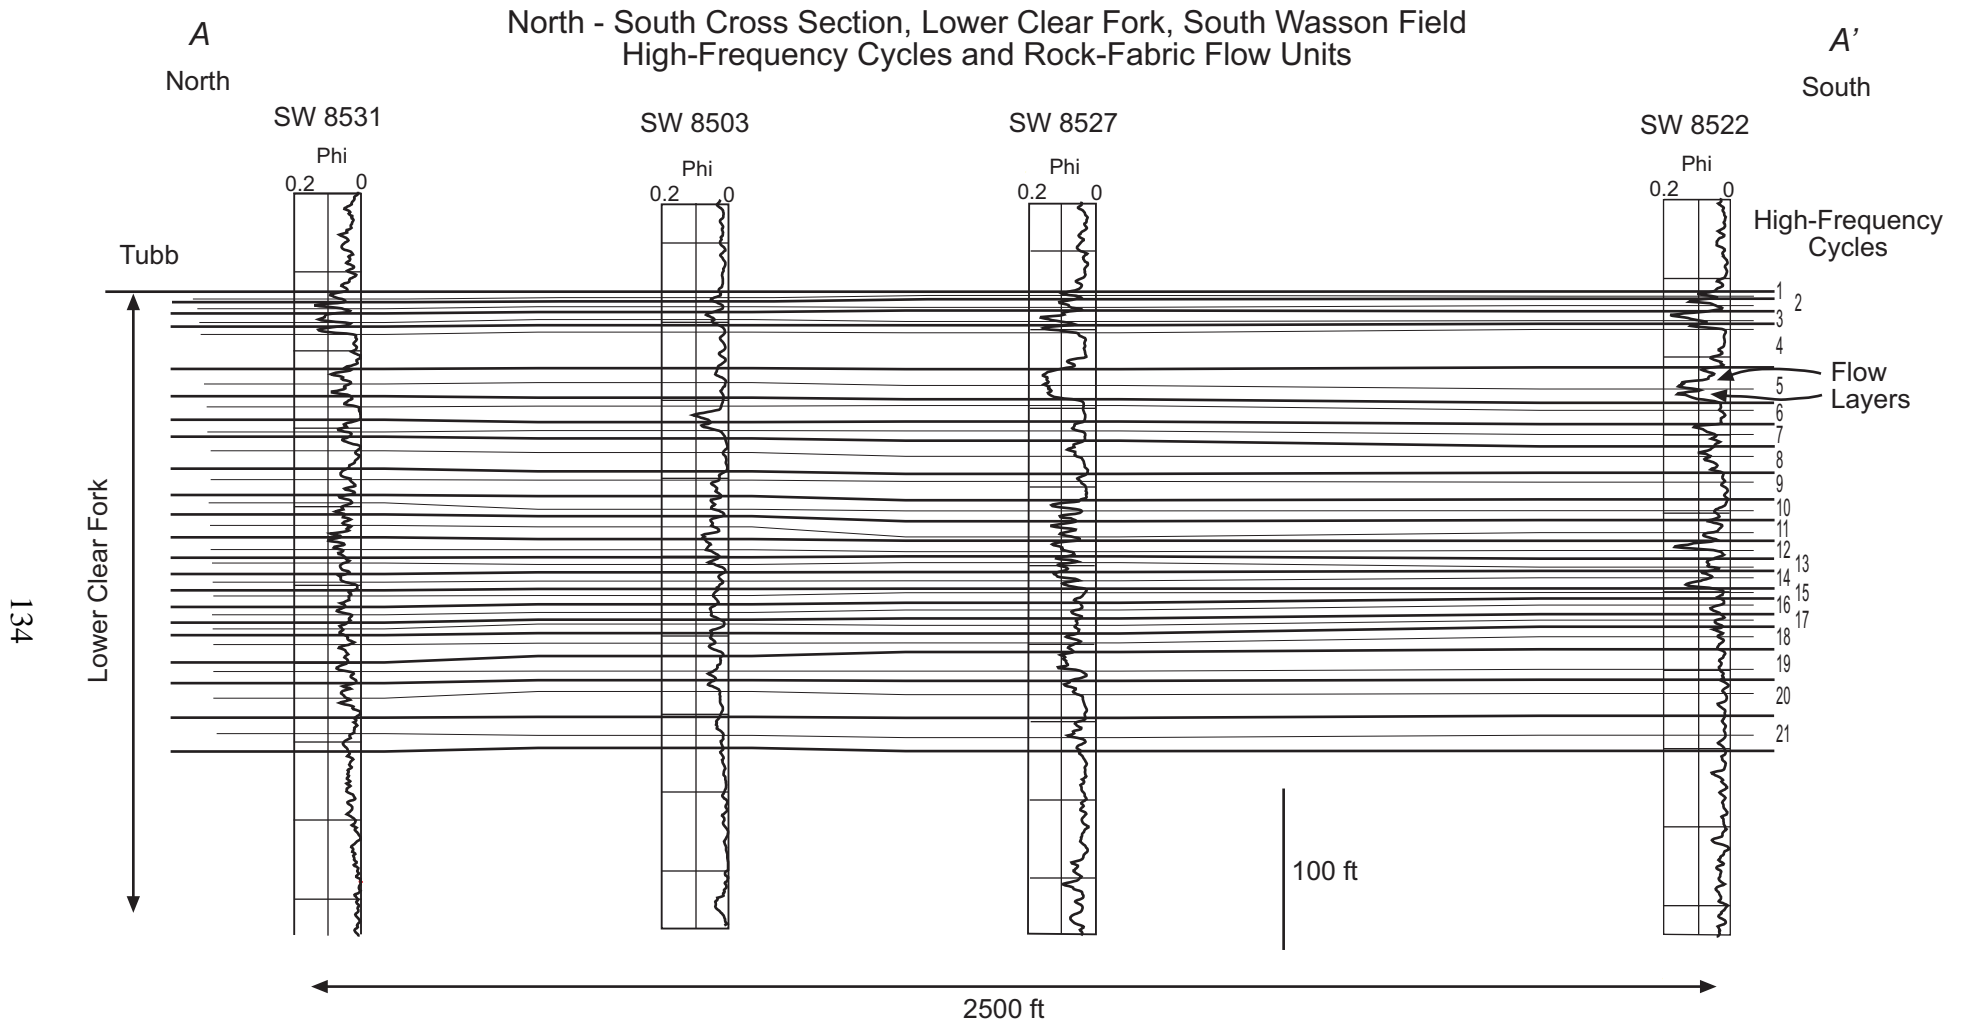 North - South Cross Section, Lower Clear Fork, South Wasson Field
High-Frequency Cycles and Rock-Fabric Flow Units
A
North
A’
South
SW 8531
SW 8503
SW 8527
SW 8522
Phi
0.2 0
Phi
0.2 0
Phi
0.2 0
Phi
0.2 0
High-Frequency
Cycles
Tubb
1
2
3
4
5
6
7
8
9
10
11
12
13
14
15
16
17
18
19
20
21
Flow
Layers
Lower Clear Fork
134
100 ft
2500 ft